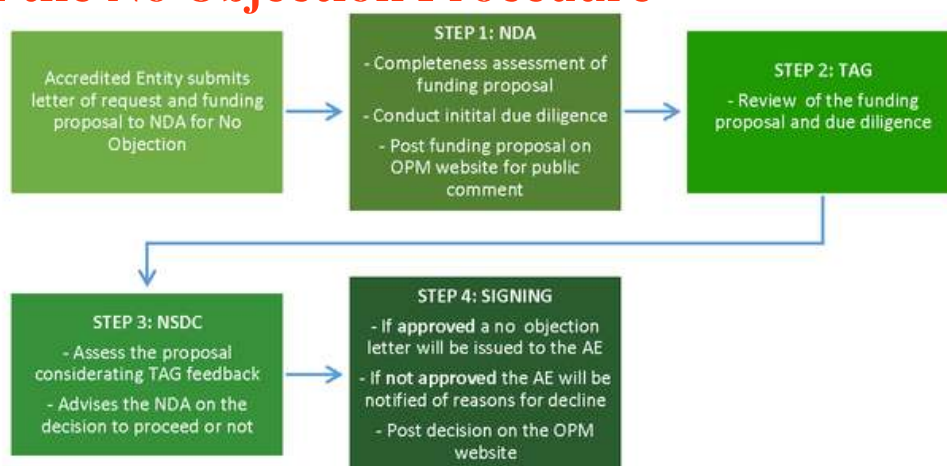 the No Objection Procedure
Accredited Entity submits
letter of request and funding
proposal to NDA for No
Objection
STEP 1: NDA
- Completeness assessment of
funding proposal
- Conduct initital due diligence
- Post funding proposal on
OPM website for public
comment
STEP 2: TAG
- Review of the funding
proposal and due diligence
STEP 3: NSDC
- Assess the proposal
considerating TAG feedback
- Advises the NDA on the
decision to proceed or not
STEP 4: SIGNING
- If approved a no objection
letter will be issued to the AE
- If not approved the AE will be
notified of reasons for decline
- Post decision on the OPM
website